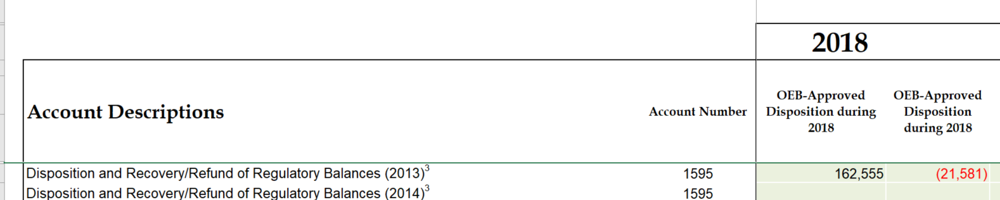 2018
Account Descriptions
Account Number
OEB-Approved
Disposition during
2018
OEB-Approved
Disposition
during 2018
Disposition and Recovery/Refund of Regulatory Balances (2013)³ 1595 162,555 (21,581)
Disposition and Recovery/Refund of Regulatory Balances (2014)³ 1595